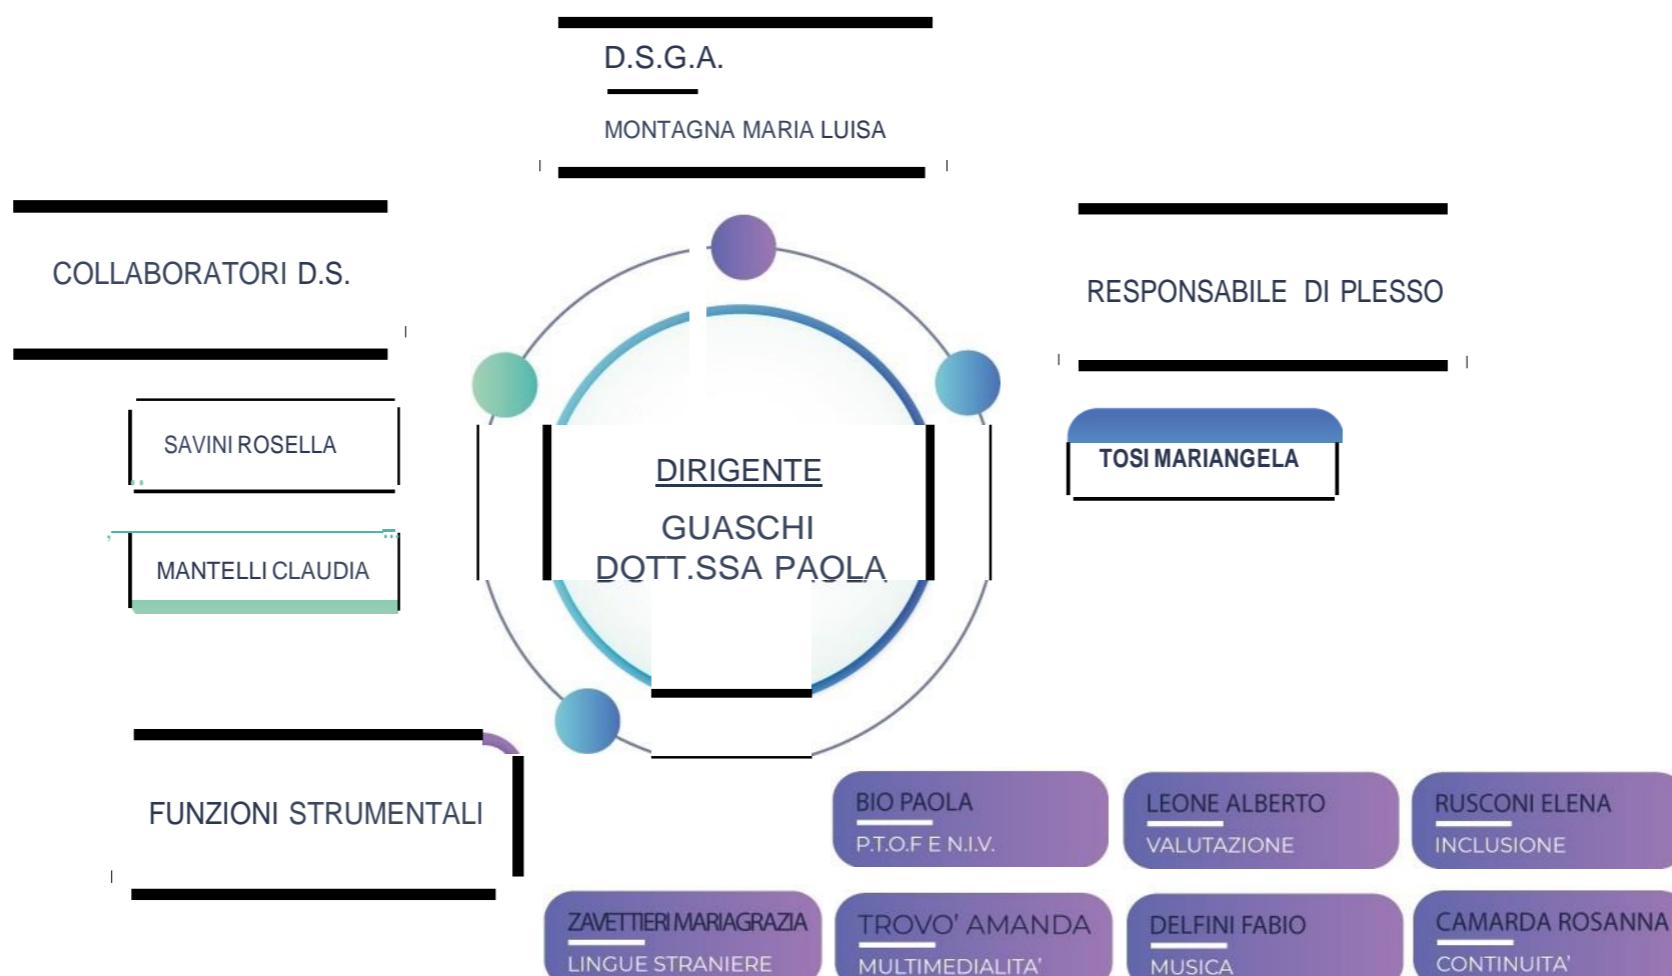 D.S.G.A.
MONTAGNA MARIA LUISA
COLLABORATORI D.S.
SAVINI ROSELLA
MANTELLI CLAUDIA
RESPONSABILE DI PLESSO
TOSI MARIANGELA
DIRIGENTE
GUASCHI
DOTT.SSA PAOLA
FUNZIONI STRUMENTALI
BIO PAOLA
P.T.O.F E N.I.V.
LEONE ALBERTO
VALUTAZIONE
RUSCONI ELENA
INCLUSIONE
ZAVETTIERI MARIAGRAZIA
LINGUE STRANIERE
TROVO' AMANDA
MULTIMEDIALITA'
DELFINI FABIO
MUSICA
CAMARDA ROSANNA
CONTINUITA'